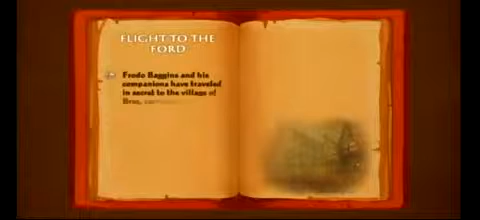 FLIGHT TO THE
FORD
Frodo Baggins and his
companions have traveled
in secret to the village of
Bree,